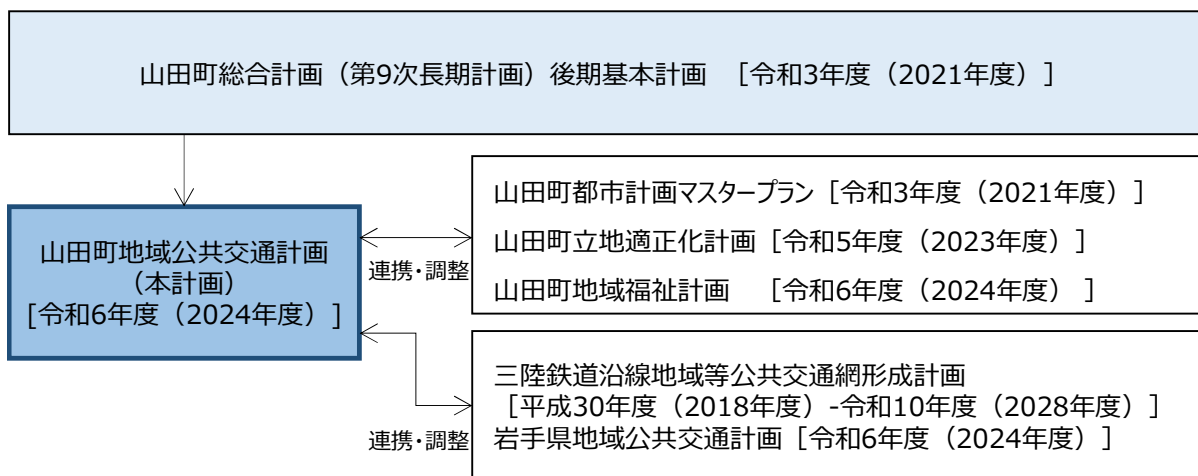 山田町総合計画（第9次長期計画）後期基本計画　［令和3年度（2021年度）］
山田町地域公共交通計画
（本計画）
［令和6年度（2024年度）］
連携・調整
山田町都市計画マスタープラン［令和3年度（2021年度）］
山田町立地適正化計画［令和5年度（2023年度）］
山田町地域福祉計画　［令和6年度（2024年度） ］
連携・調整
三陸鉄道沿線地域等公共交通網形成計画
［平成30年度（2018年度）-令和10年度（2028年度）］
岩手県地域公共交通計画［令和6年度（2024年度）］